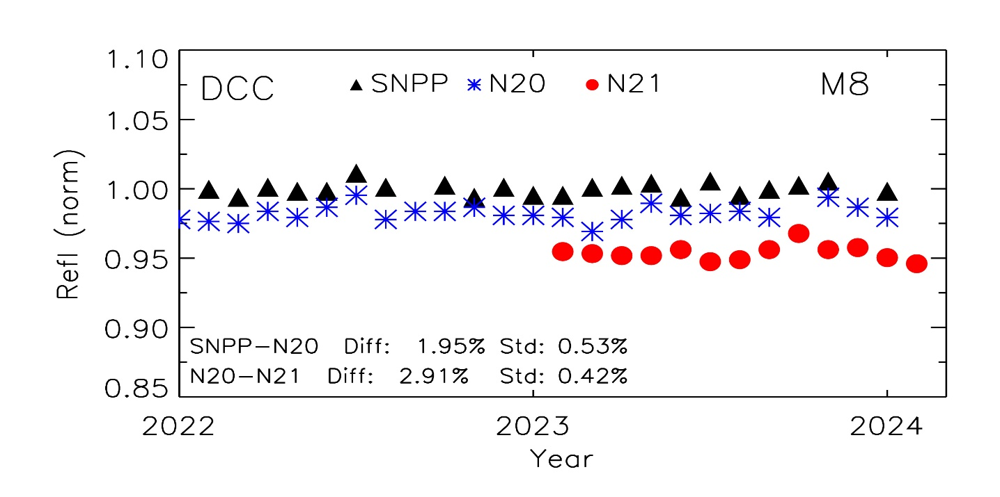 1.10
DCC SNPP N20 N21 M8
1.05
1.00
0.95
0.90
0.85
Refl (norm)
SNPP-N20 Diff: 1.95% Std: 0.53%
N20-N21 Diff: 2.91% Std: 0.42%
2022 2023 2024
Year